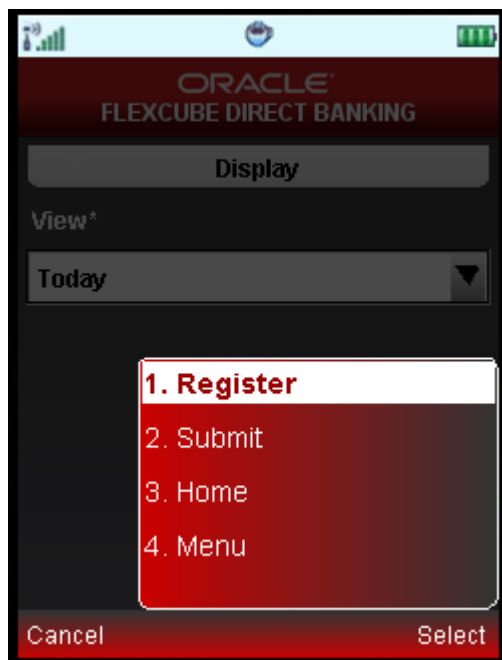 ORACLE
FLEXCUBE DIRECT BANKING
Display
View*
Today
1. Register
2. Submit
3. Home
4. Menu
Cancel Select